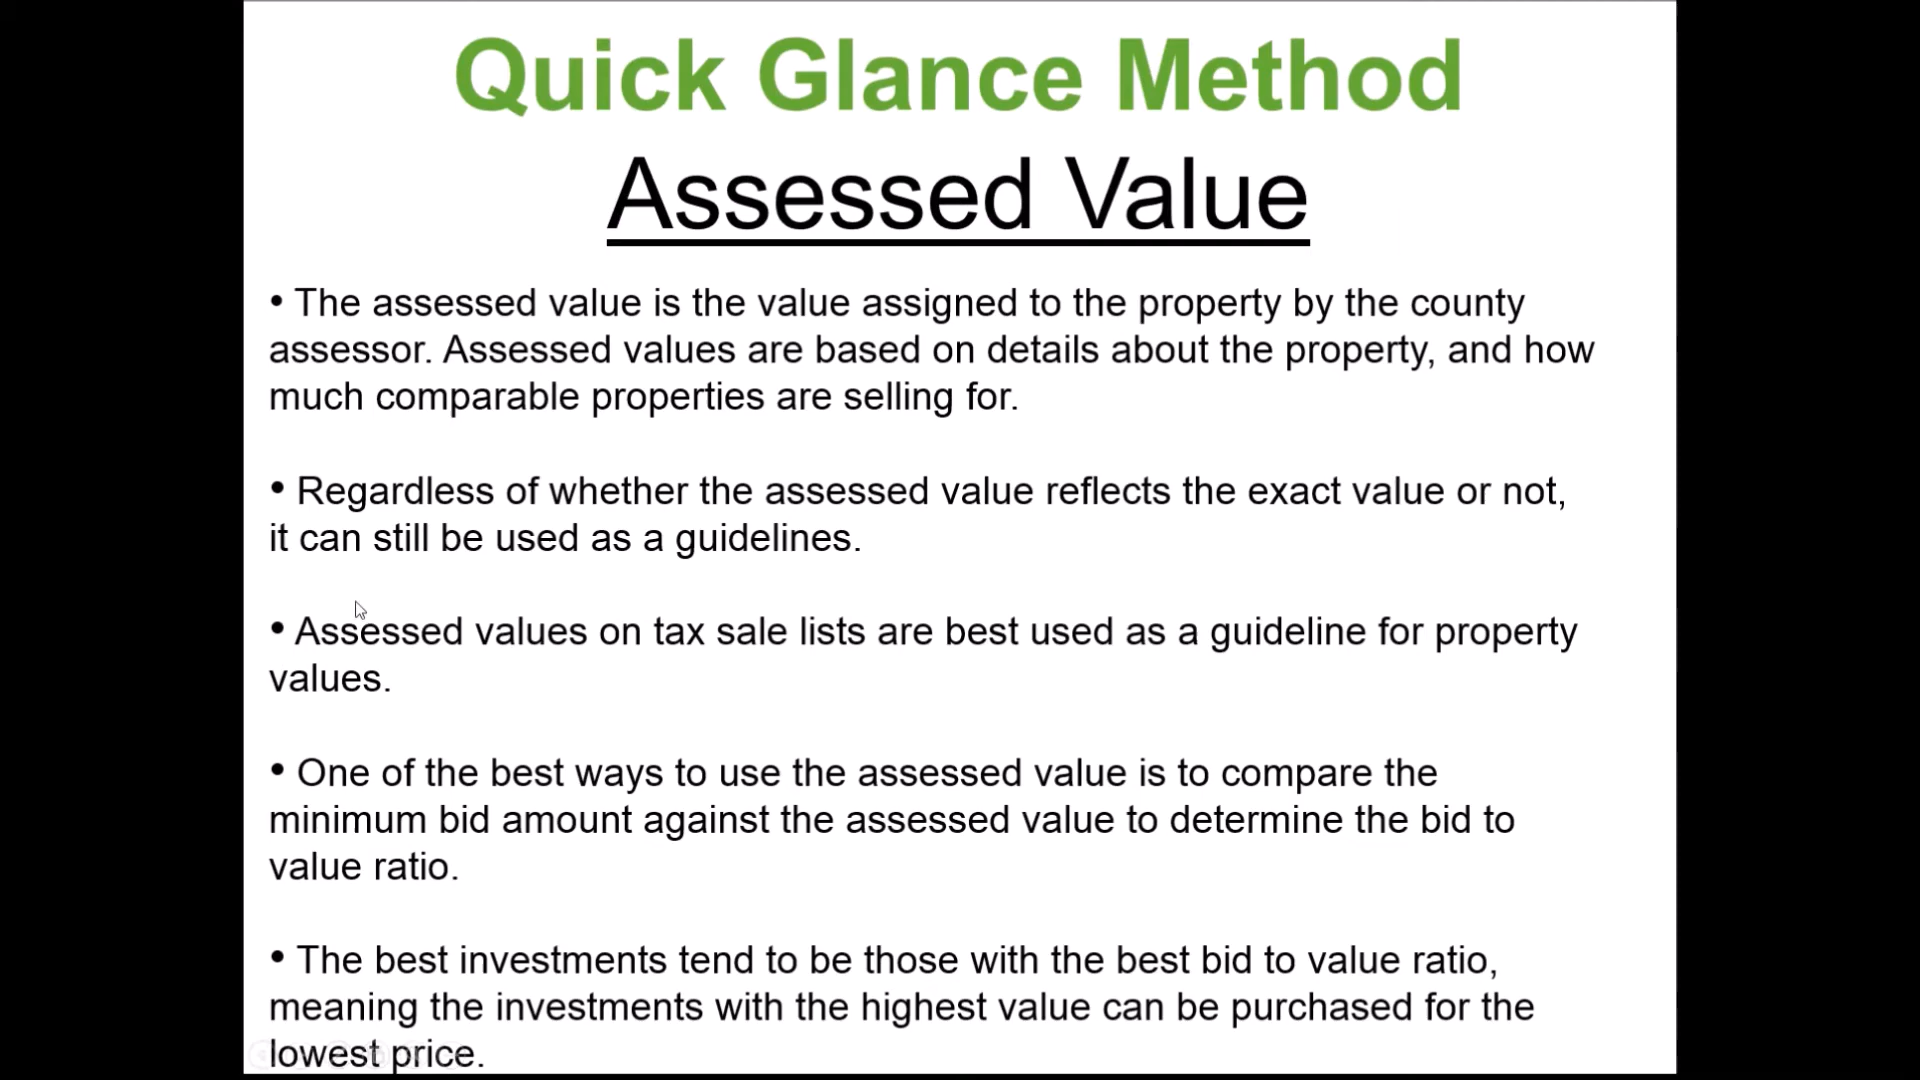 Quick Glance Method
Assessed Value
• The assessed value is the value assigned to the property by the county
assessor. Assessed values are based on details about the property, and how
much comparable properties are selling for.
• Regardless of whether the assessed value reflects the exact value or not,
it can still be used as a guidelines.
• Assessed values on tax sale lists are best used as a guideline for property
values.
• One of the best ways to use the assessed value is to compare the
minimum bid amount against the assessed value to determine the bid to
value ratio.
• The best investments tend to be those with the best bid to value ratio,
meaning the investments with the highest value can be purchased for the
lowest price.